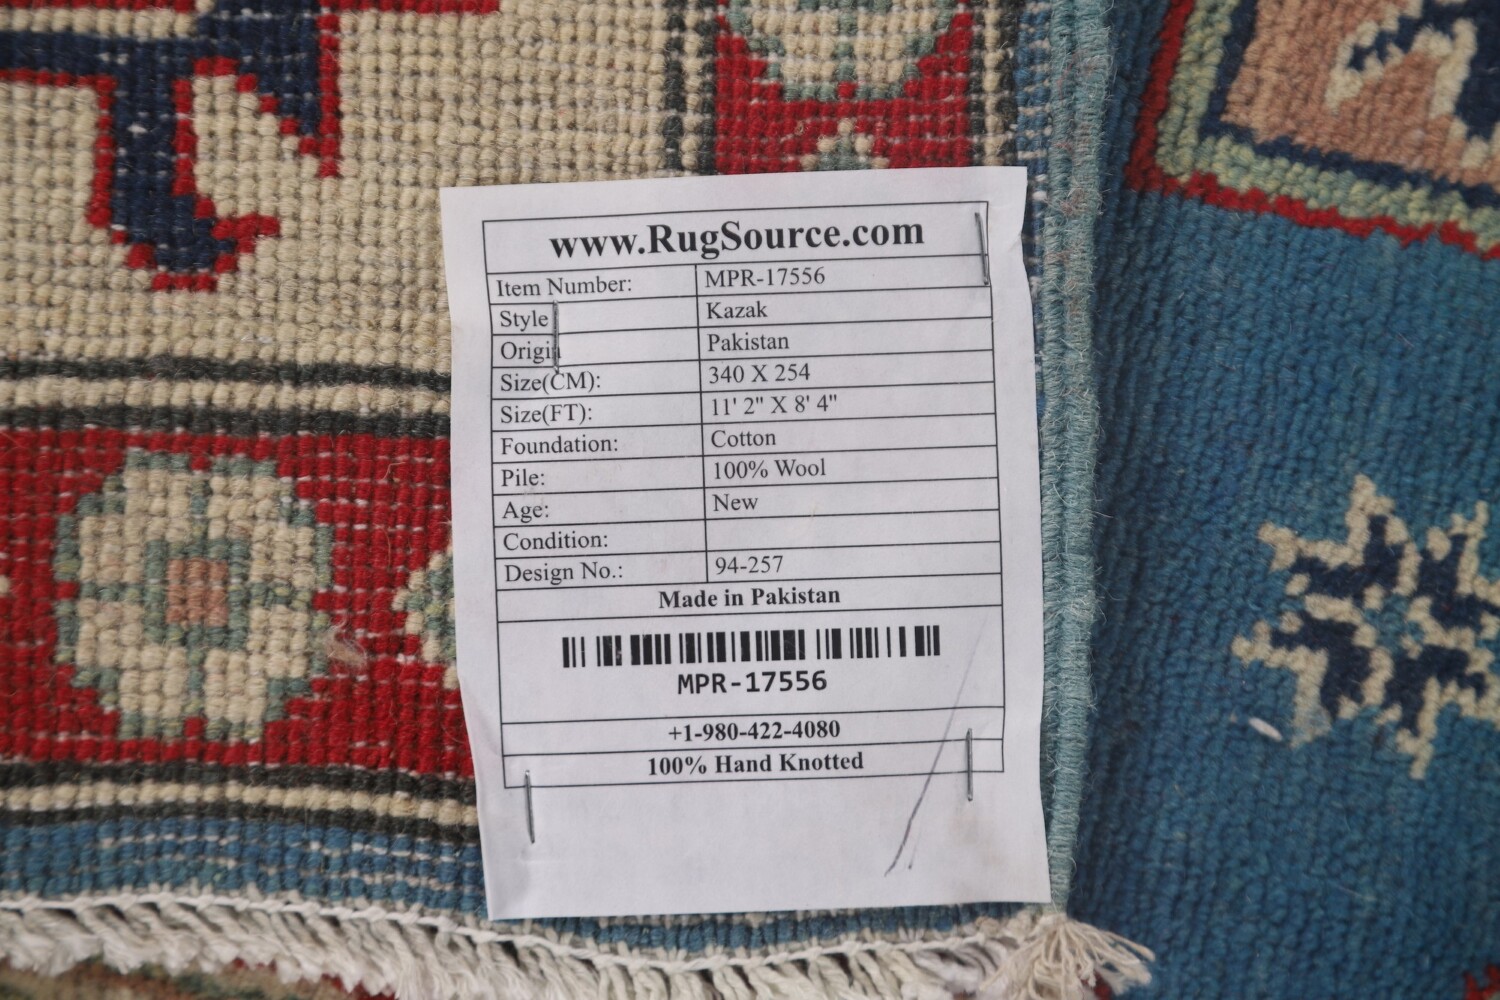 www.RugSource.com
Item Number: MPR-17556
Style Kazak
Origin Pakistan
Size(CM): 340 X 254
Size(FT): 11' 2" X 8' 4"
Foundation: Cotton
Pile: 100% Wool
Age: New
Condition:
Design No.: 94-257
Made in Pakistan
MPR-17556
+1-980-422-4080
100% Hand Knotted